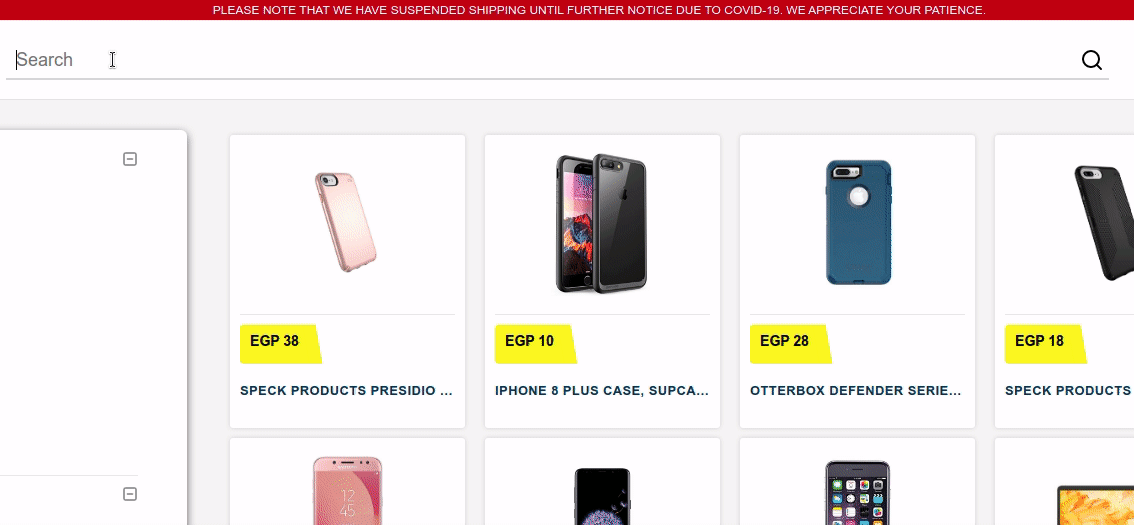 PLEASE NOTE THAT WE HAVE SUSPENDED SHIPPING UNTIL FURTHER NOTICE DUE TO COVID-19. WE APPRECIATE YOUR PATIENCE.
Search
EGP 38
EGP 10
EGP 28
EGP 18
SPECK PRODUCTS PRESIDIO ...
IPHONE 8 PLUS CASE, SUPCA...
OTTERBOX DEFENDER SERIE...
SPECK PRODUCTS
12
45